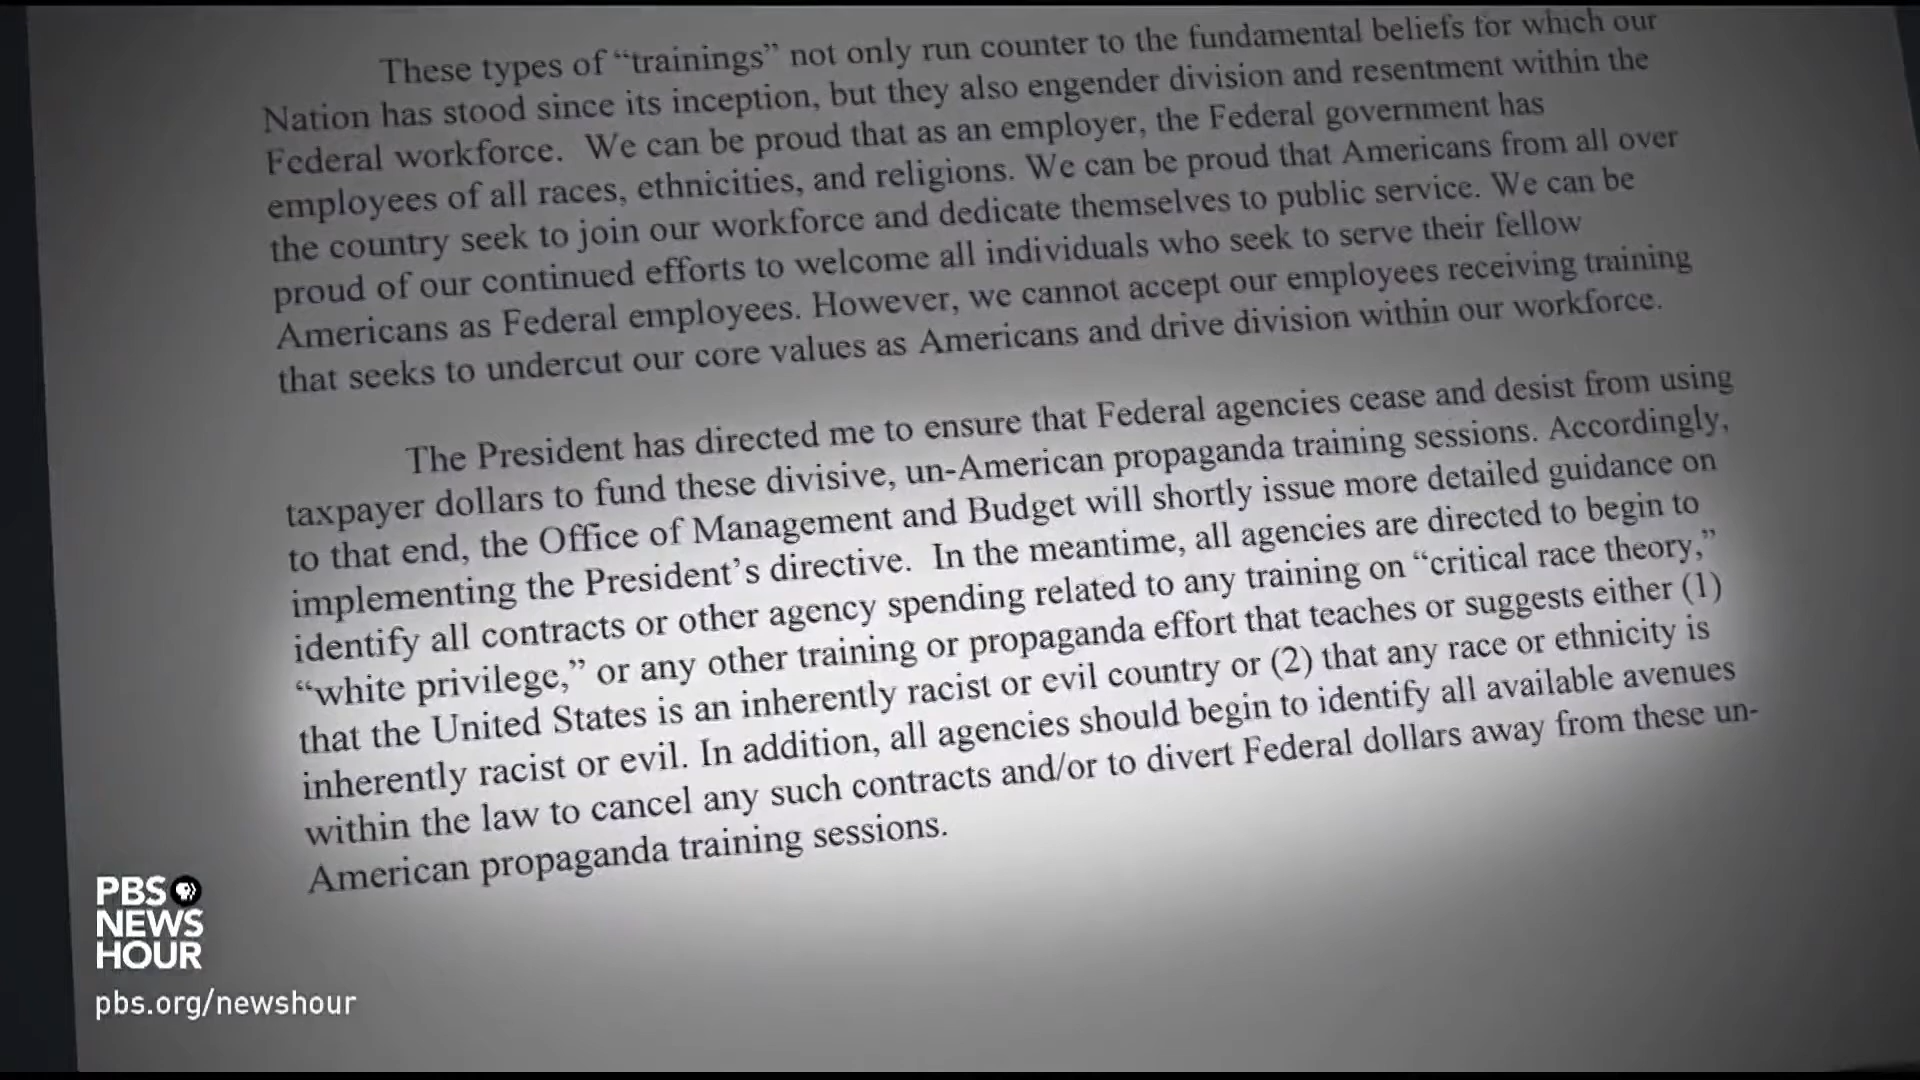 These types of “trainings” not only run counter to the fundamental beliefs for which our
Nation has stood since its inception, but they also engender division and resentment within the
Federal workforce. We can be proud that as an employer, the Federal government has
employees of all races, ethnicities, and religions. We can be proud that Americans from all over
the country seek to join our workforce and dedicate themselves to public service. We can be
proud of our continued efforts to welcome all individuals who seek to serve their fellow
Americans as Federal employees. However, we cannot accept our employees receiving training
that seeks to undercut our core values as Americans and drive division within our workforce.
The President has directed me to ensure that Federal agencies cease and desist from using
taxpayer dollars to fund these divisive, un-American propaganda training sessions. Accordingly,
to that end, the Office of Management and Budget will shortly issue more detailed guidance on
implementing the President’s directive. In the meantime, all agencies are directed to begin to
identify all contracts or other agency spending related to any training on “critical race theory,”
“white privilege,” or any other training or propaganda effort that teaches or suggests either (1)
that the United States is an inherently racist or evil country or (2) that any race or ethnicity is
inherently racist or evil. In addition, all agencies should begin to identify all available avenues
within the law to cancel any such contracts and/or to divert Federal dollars away from these un-
American propaganda training sessions.
PBS
NEWS
HOUR
pbs.org/newshour